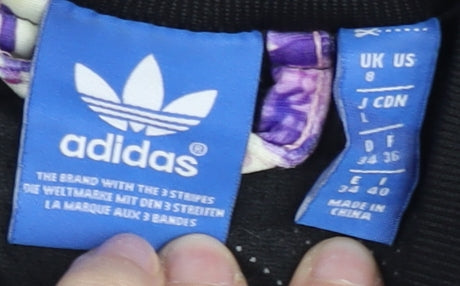 adidas®
THE BRAND WITH THE 3 STRIPES
DIE WELTMARKE MIT DEN 3 STREIFEN
LA MARQUE AUX 3 BANDES
UK US
8
J CDN
L
D F
34 36
E I
34 40
MADE IN
CHINA